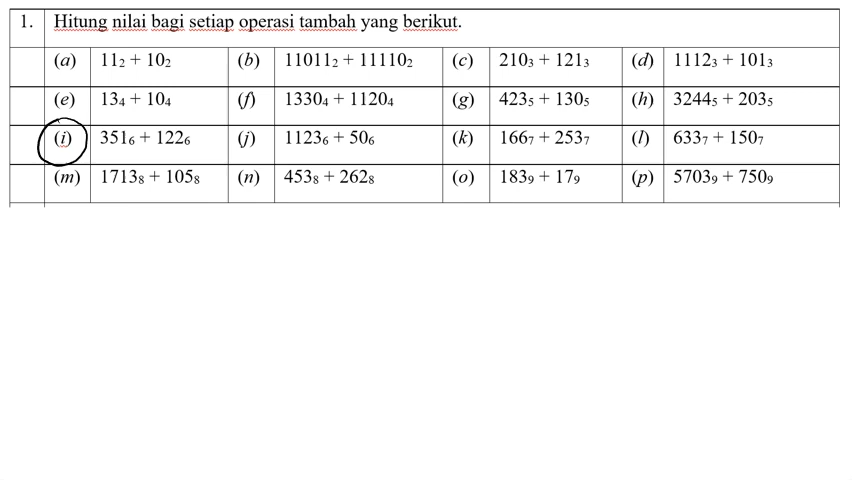 1. Hitung nilai bagi setiap operasi tambah yang berikut.
(a) 11₂ + 10₂ (b) 11011₂ + 11110₂ (c) 210₃ + 121₃ (d) 1112₃ + 101₃
(e) 13₄ + 10₄ (f) 1330₄ + 1120₄ (g) 423₅ + 130₅ (h) 3244₅ + 203₅
(i) 351₆ + 122₆ (j) 1123₆ + 50₆ (k) 166₇ + 253₇ (l) 633₇ + 150₇
(m) 1713₈ + 105₈ (n) 453₈ + 262₈ (o) 183₉ + 17₉ (p) 5703₉ + 750₉